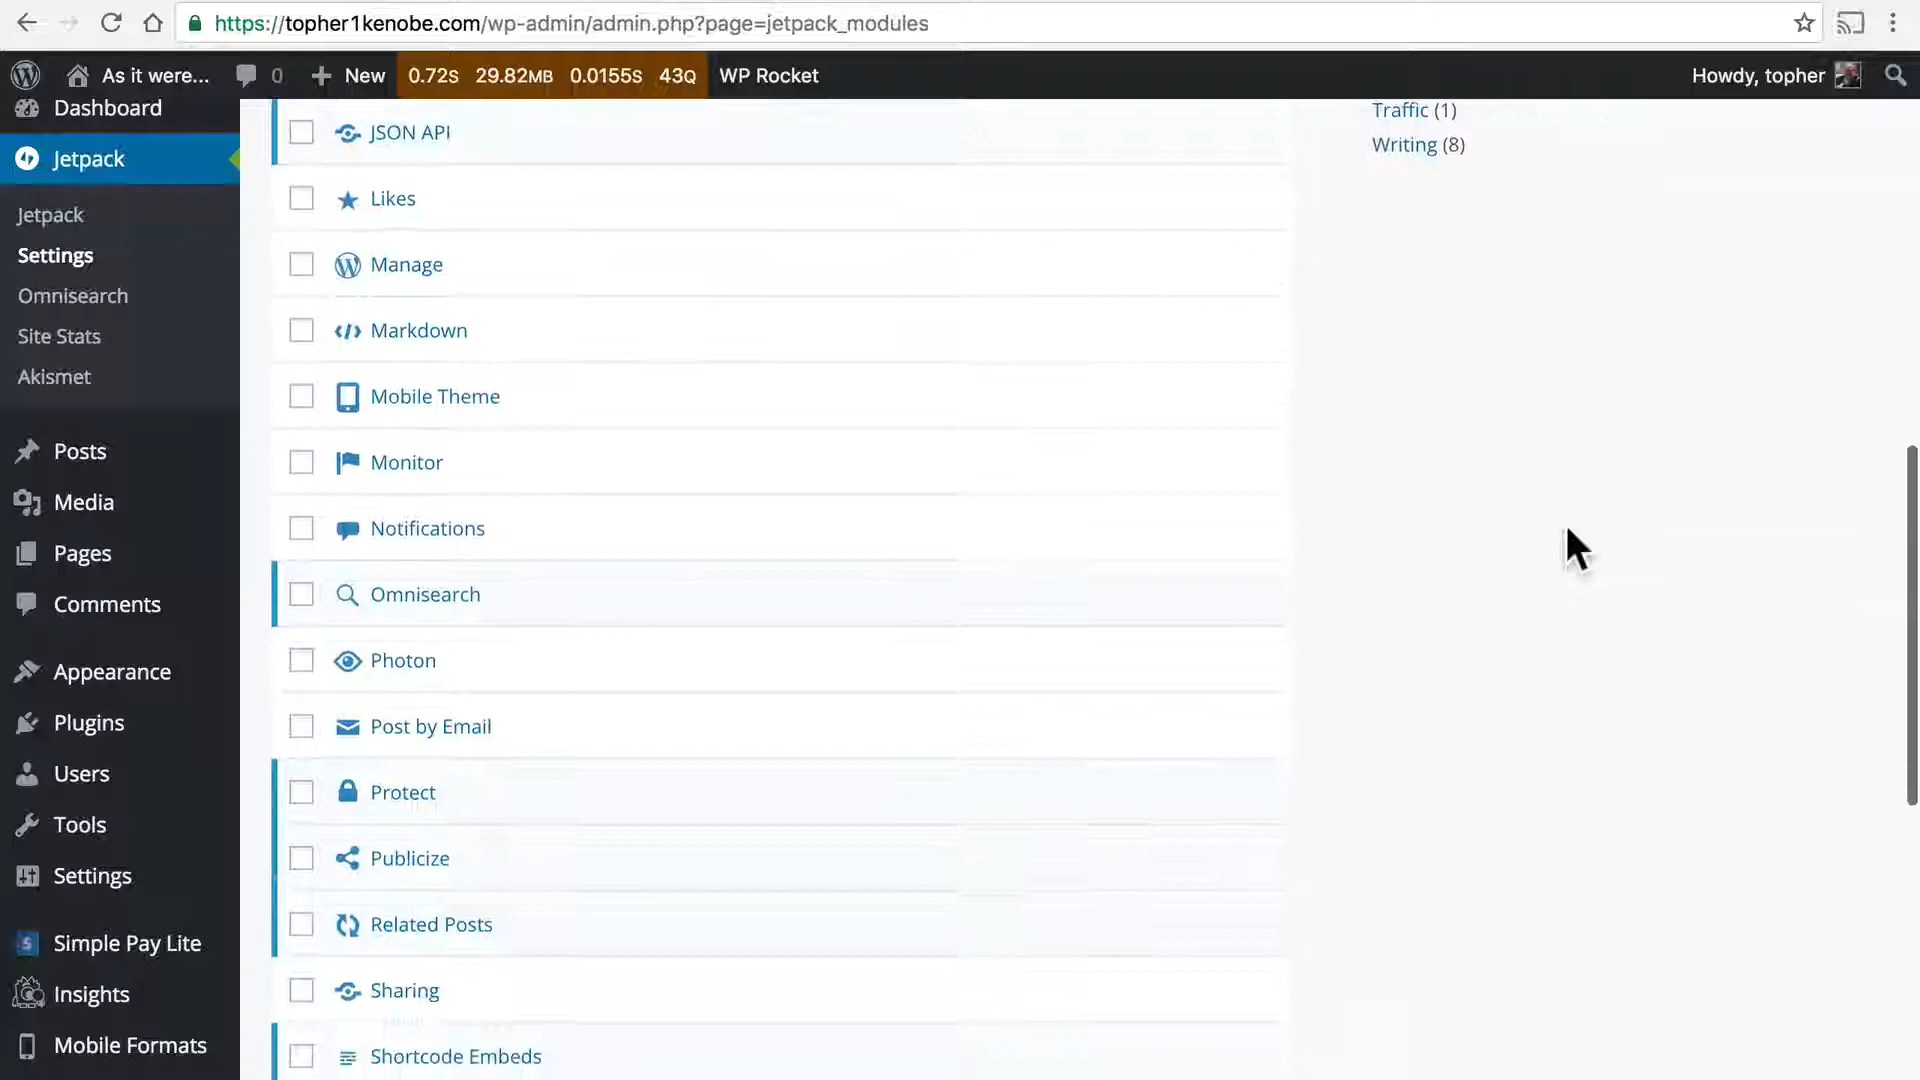 https://topher1kenobe.com/wp-admin/admin.php?page=jetpack_modules
As it were... 0 New 0.72S 29.82MB 0.0155S 43Q WP Rocket Howdy, topher
Dashboard
Jetpack
Jetpack
Settings
Omnisearch
Site Stats
Akismet
Posts
Media
Pages
Comments
Appearance
Plugins
Users
Tools
Settings
Simple Pay Lite
Insights
Mobile Formats
JSON API
Likes
Manage
Markdown
Mobile Theme
Monitor
Notifications
Omnisearch
Photon
Post by Email
Protect
Publicize
Related Posts
Sharing
Shortcode Embeds
Traffic (1)
Writing (8)